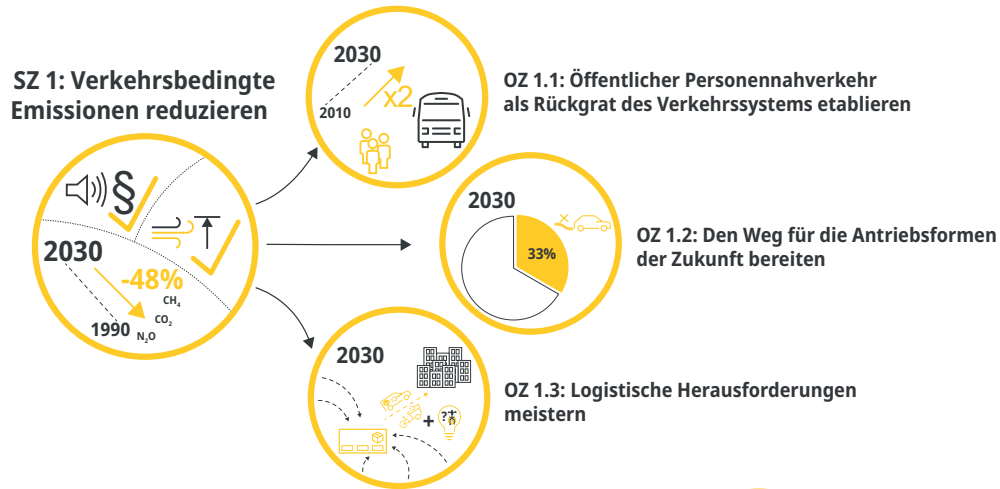 SZ 1: Verkehrsbedingte
Emissionen reduzieren
§
2030
-48%
CH₄
CO₂
N₂O
1990
2030
x2
2010
OZ 1.1: Öffentlicher Personennahverkehr
als Rückgrat des Verkehrssystems etablieren
2030
33%
OZ 1.2: Den Weg für die Antriebsformen
der Zukunft bereiten
2030
+
?
OZ 1.3: Logistische Herausforderungen
meistern